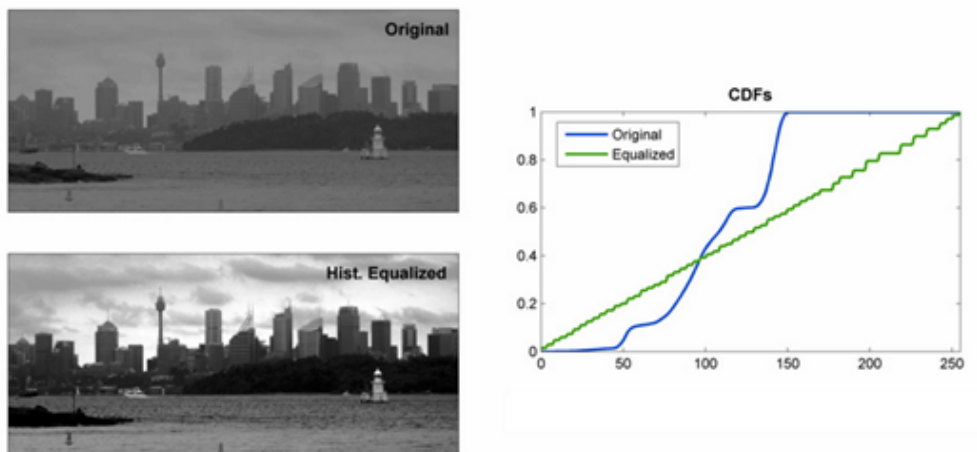 Original
Hist. Equalized
CDFs
Original
Equalized
1
0.8
0.6
0.4
0.2
0
0 50 100 150 200 250